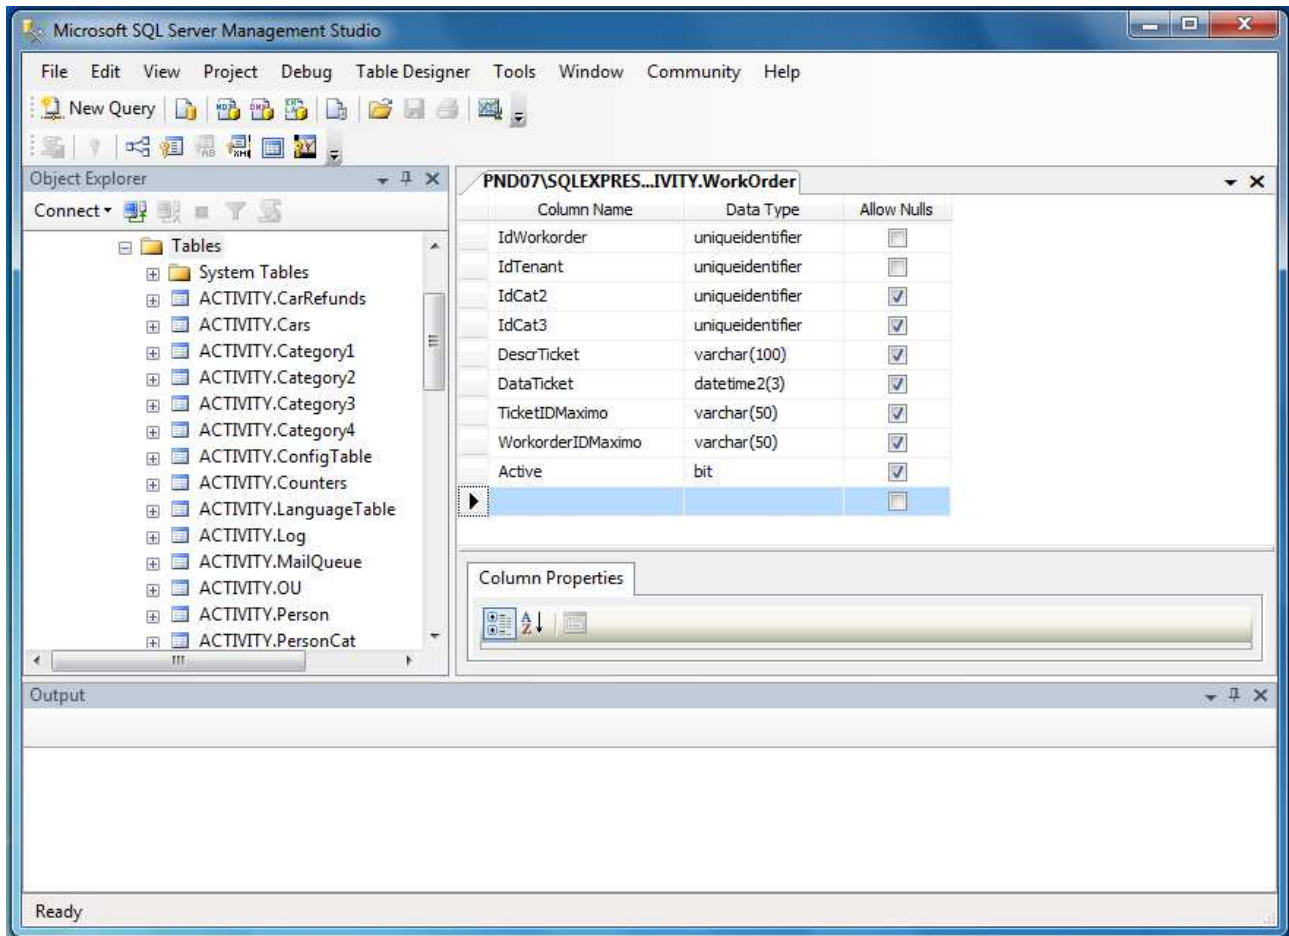 Microsoft SQL Server Management Studio
File Edit View Project Debug Table Designer Tools Window Community Help
New Query
Object Explorer
Connect
Tables
System Tables
ACTIVITY.CarRefunds
ACTIVITY.Cars
ACTIVITY.Category1
ACTIVITY.Category2
ACTIVITY.Category3
ACTIVITY.Category4
ACTIVITY.ConfigTable
ACTIVITY.Counters
ACTIVITY.LanguageTable
ACTIVITY.Log
ACTIVITY.MailQueue
ACTIVITY.OU
ACTIVITY.Person
ACTIVITY.PersonCat
PND07\SQLEXPRES...IVITY.WorkOrder
Column Name Data Type Allow Nulls
IdWorkorder uniqueidentifier
IdTenant uniqueidentifier
IdCat2 uniqueidentifier
IdCat3 uniqueidentifier
DescrTicket varchar(100)
DataTicket datetime2(3)
TicketIDMaximo varchar(50)
WorkorderIDMaximo varchar(50)
Active bit
Column Properties
Output
Ready